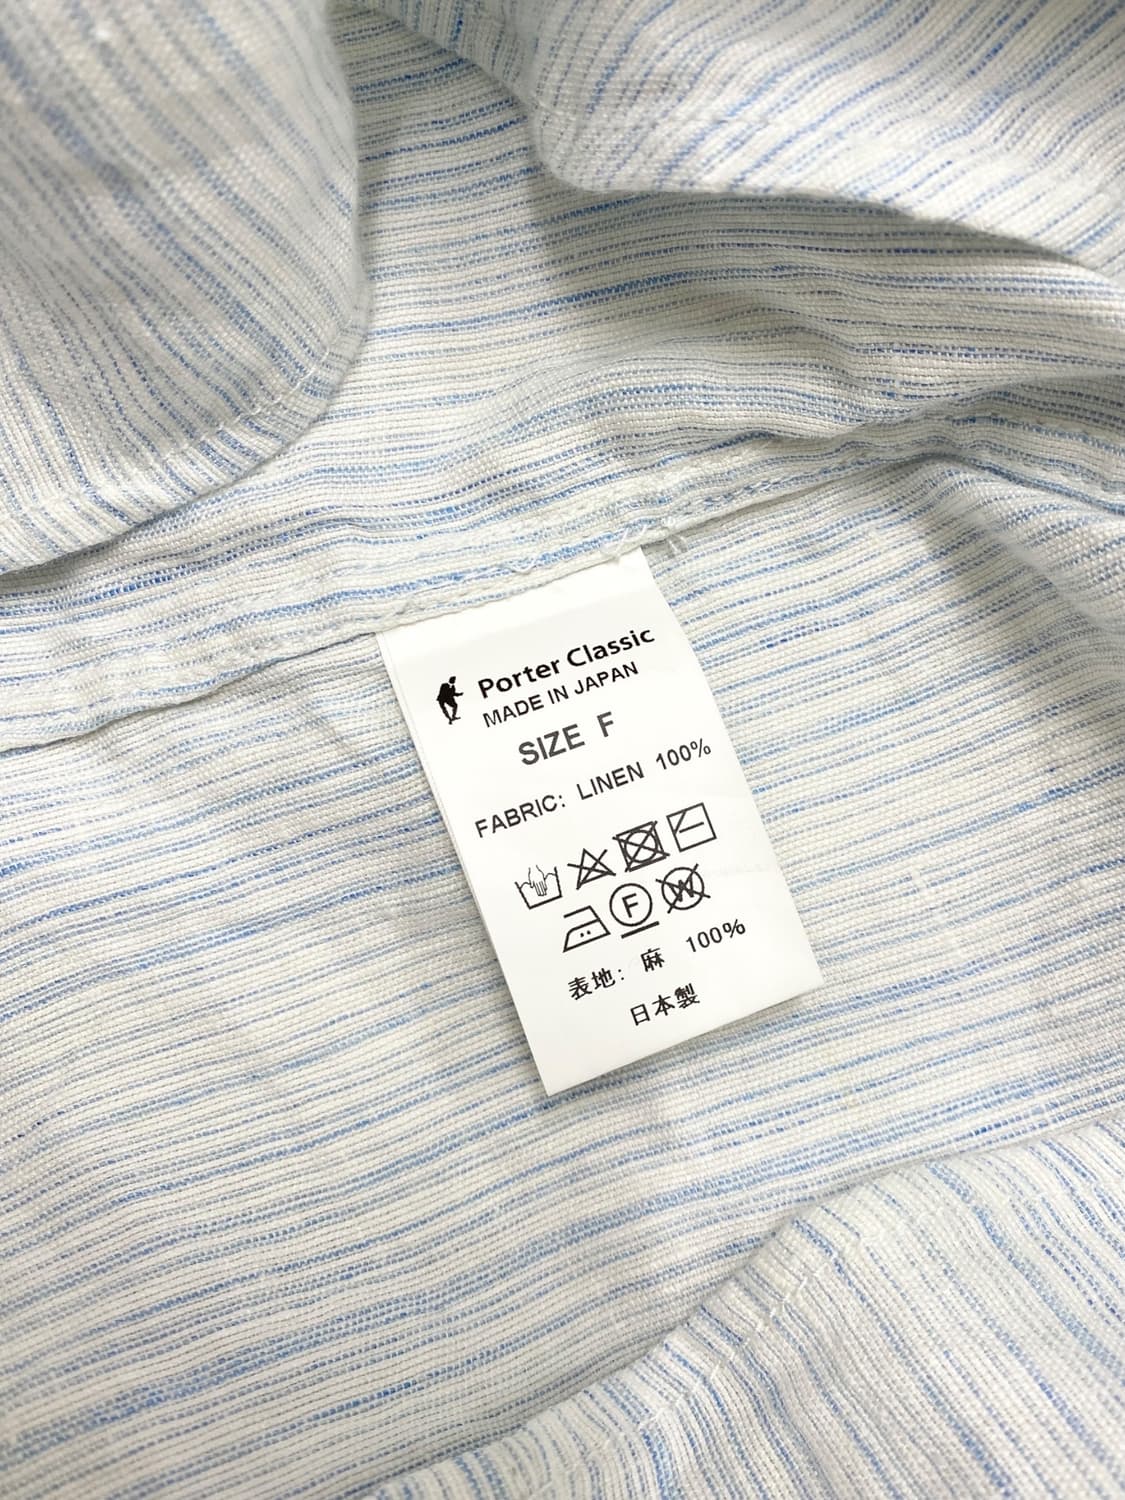 Porter Classic
MADE IN JAPAN
SIZE F
FABRIC: LINEN 100%
F W
表地: 麻 100%
日本製